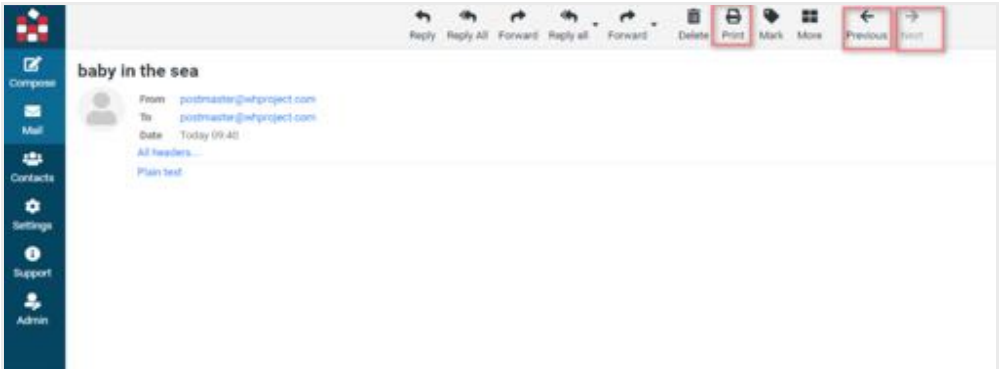 Reply Reply All Forward Reply all Forward Delete Print Mark More Previous Next
Compose
Mail
Contacts
Settings
Support
Admin
baby in the sea
From postmaster@whproject.com
To postmaster@whproject.com
Date Today 09:40
All headers...
Plain text